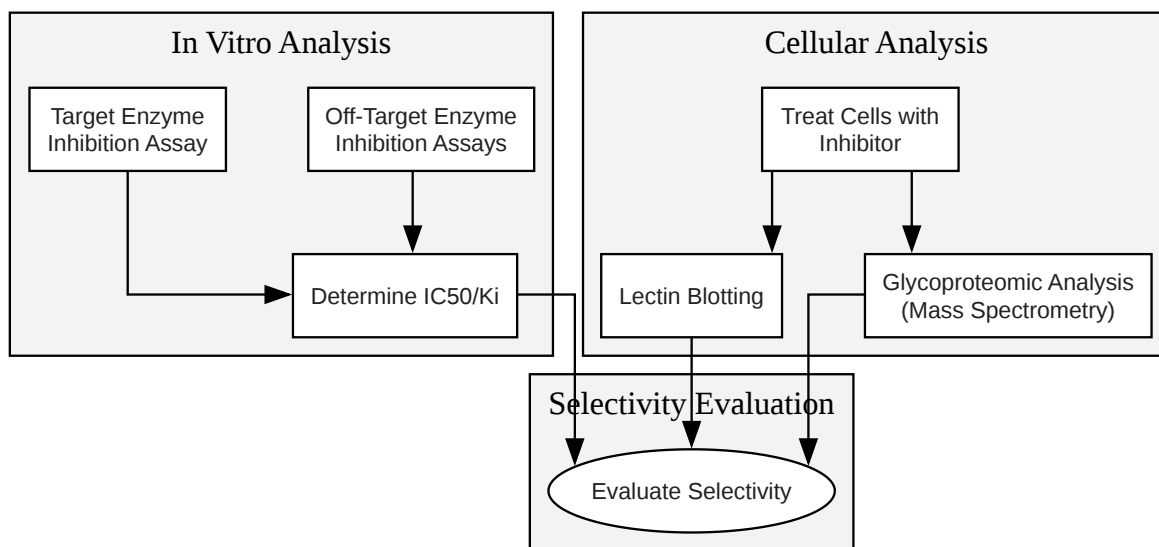 In Vitro Analysis
Target Enzyme
Inhibition Assay
Off-Target Enzyme
Inhibition Assays
Determine IC50/Ki
Cellular Analysis
Treat Cells with
Inhibitor
Lectin Blotting
Glycoproteomic Analysis
(Mass Spectrometry)
Selectivity Evaluation
Evaluate Selectivity